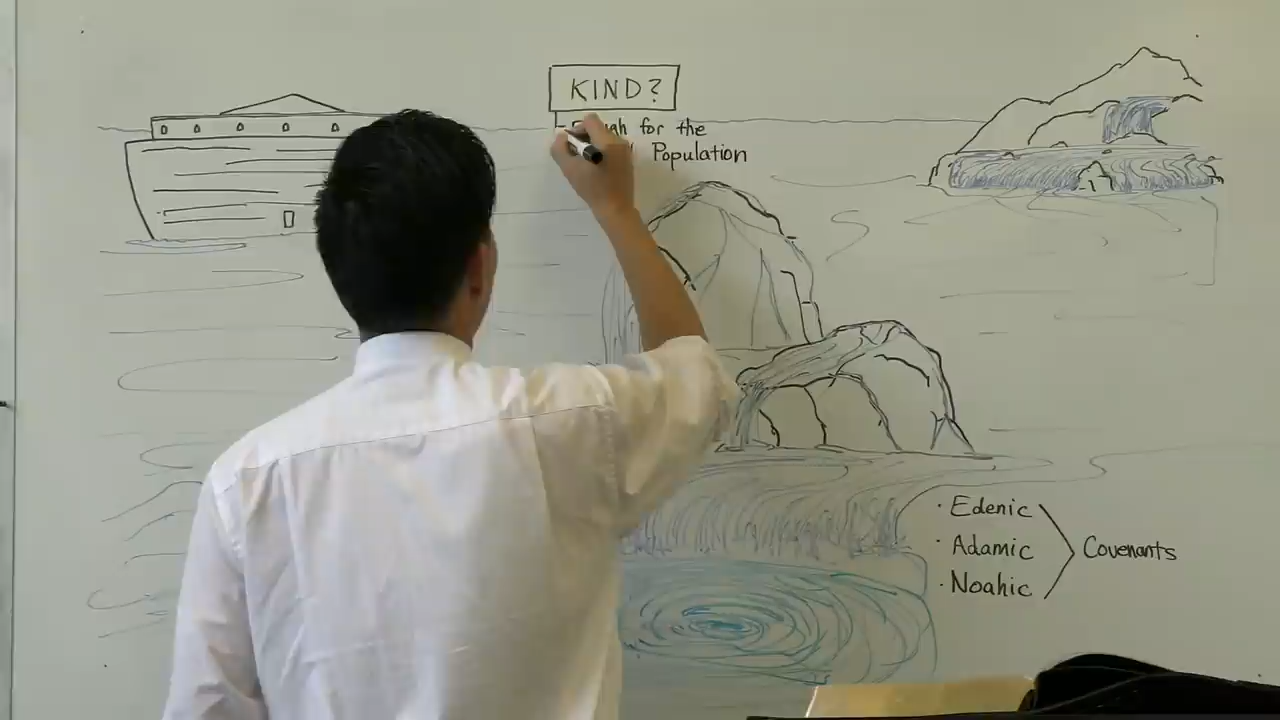 KIND?
for the
Population
· Edenic
· Adamic
· Noahic
Covenants